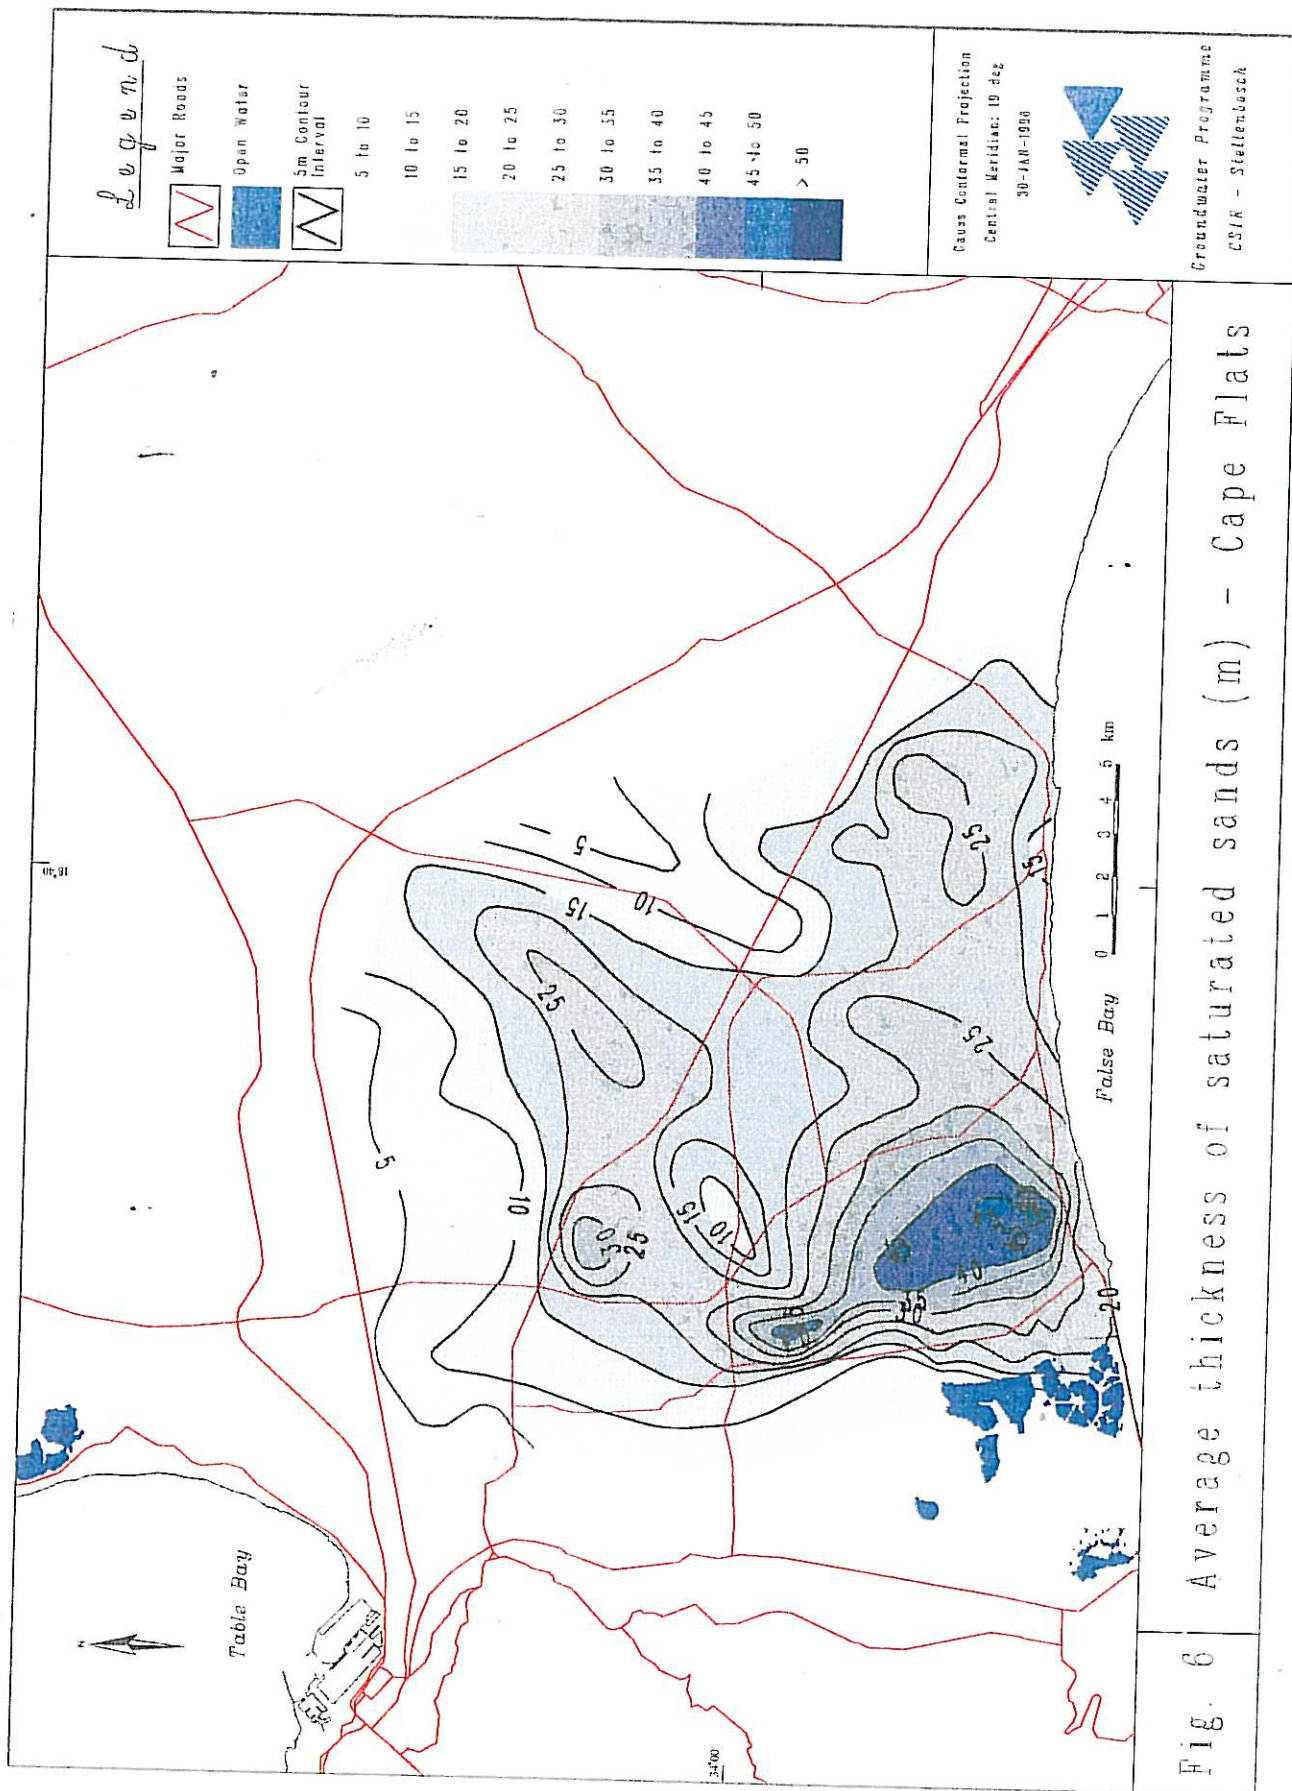 Legend
Major Roads
Open Water
5m Contour
Interval
5 to 10
10 to 15
15 to 20
20 to 25
25 to 30
30 to 35
35 to 40
40 to 45
45 to 50
> 50
Gauss Conformal Projection
Central Meridian: 19 deg
30-JAN-1998
Groundwater Programme
CSIR - Stellenbosch
N
Table Bay
18°40'
34°00'
5
10
5
10
15
25
30
25
15
10
25
25
15
40
35
30
20
False Bay
0 1 2 3 4 5 km
Fig. 6
Average thickness of saturated sands (m) - Cape Flats